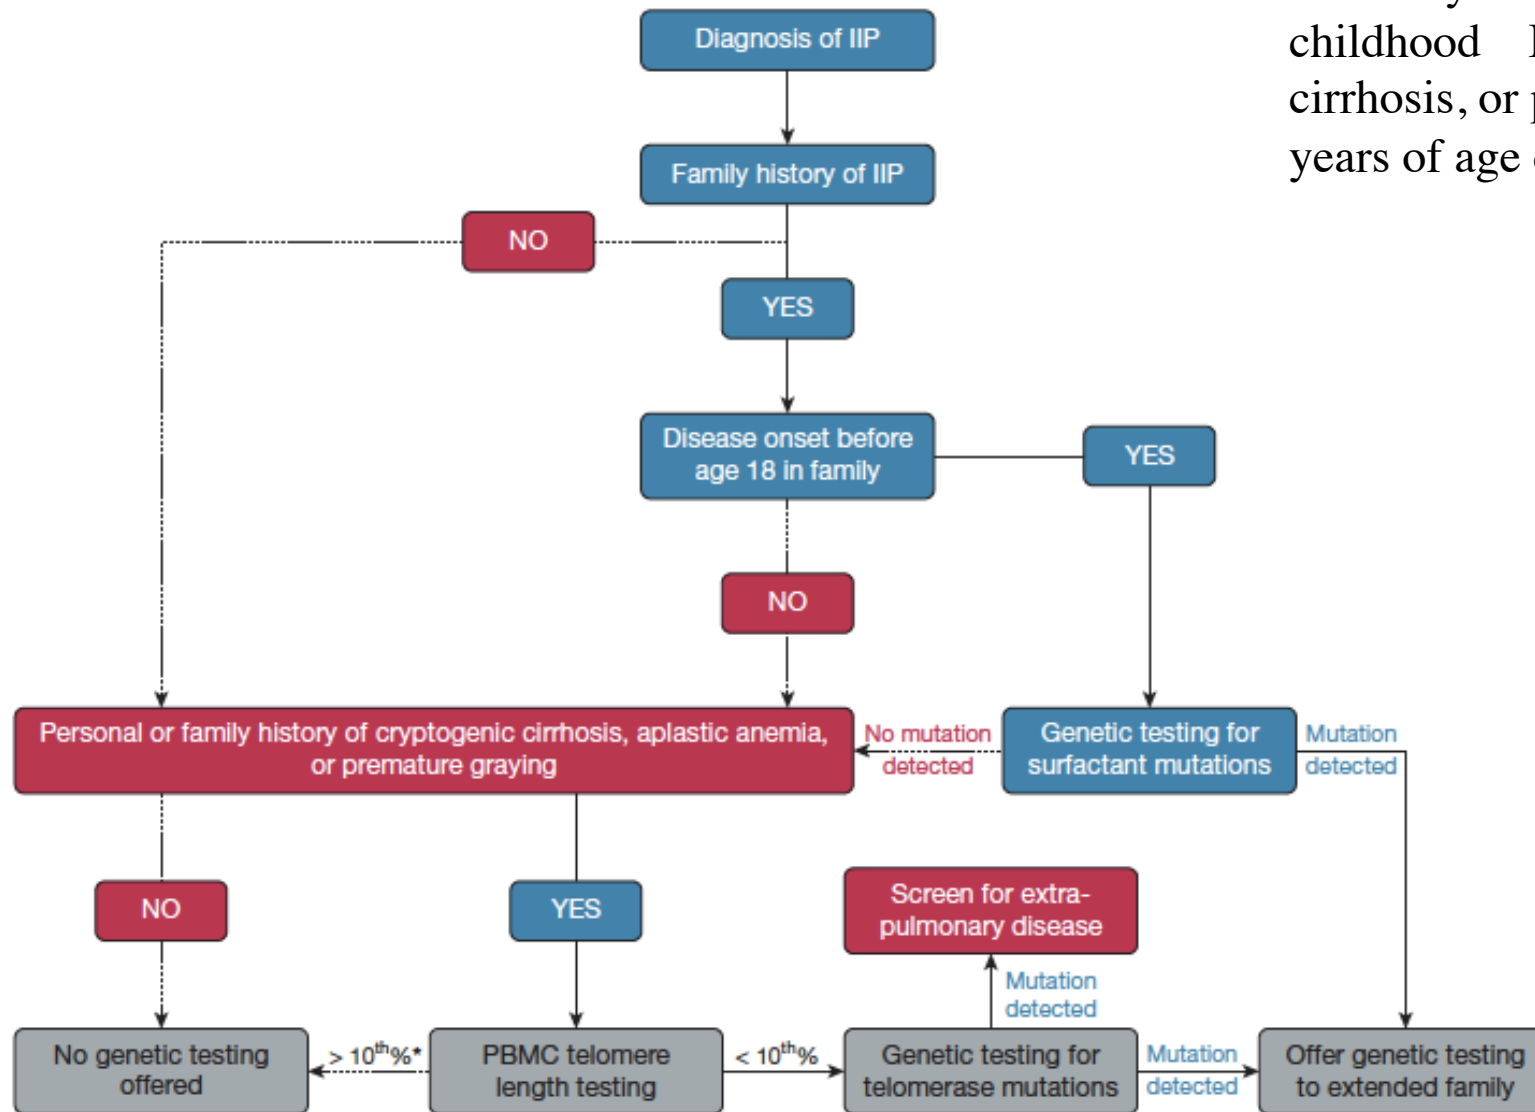 childhood
cirrhosis, or
years of age
Diagnosis of IIP
Family history of IIP
NO
YES
Disease onset before
age 18 in family
YES
NO
Personal or family history of cryptogenic cirrhosis, aplastic anemia,
or premature graying
No mutation
detected
Genetic testing for
surfactant mutations
Mutation
detected
NO
YES
Screen for extra-
pulmonary disease
Mutation
detected
No genetic testing
offered
> 10th%*
PBMC telomere
length testing
< 10th%
Genetic testing for
telomerase mutations
Mutation
detected
Offer genetic testing
to extended family